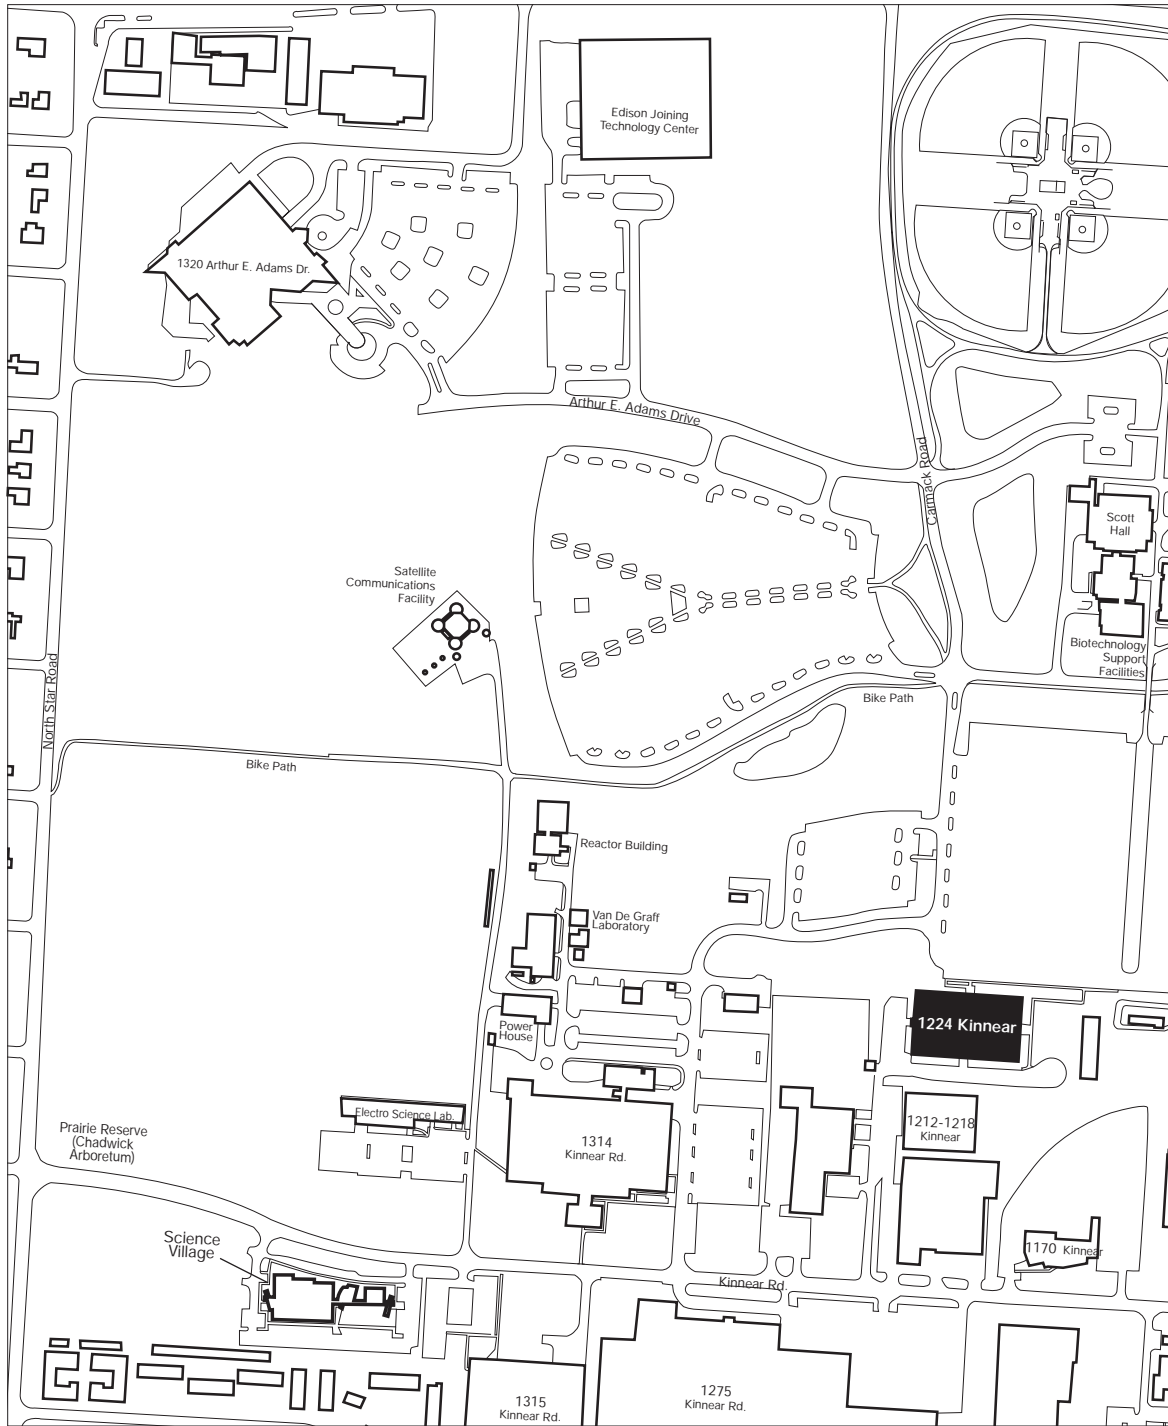 Edison Joining
Technology Center
1320 Arthur E. Adams Dr.
Arthur E. Adams Drive
Carmack Road
Scott
Hall
Satellite
Communications
Facility
Biotechnology
Support
Facilities
North Star Road
Bike Path
Bike Path
Reactor Building
Van De Graff
Laboratory
1224 Kinnear
Power
House
Electro Science Lab.
1212-1218
Kinnear
Prairie Reserve
(Chadwick
Arboretum)
1314
Kinnear Rd.
Science
Village
1170 Kinnear
Kinnear Rd.
1315
Kinnear Rd.
1275
Kinnear Rd.